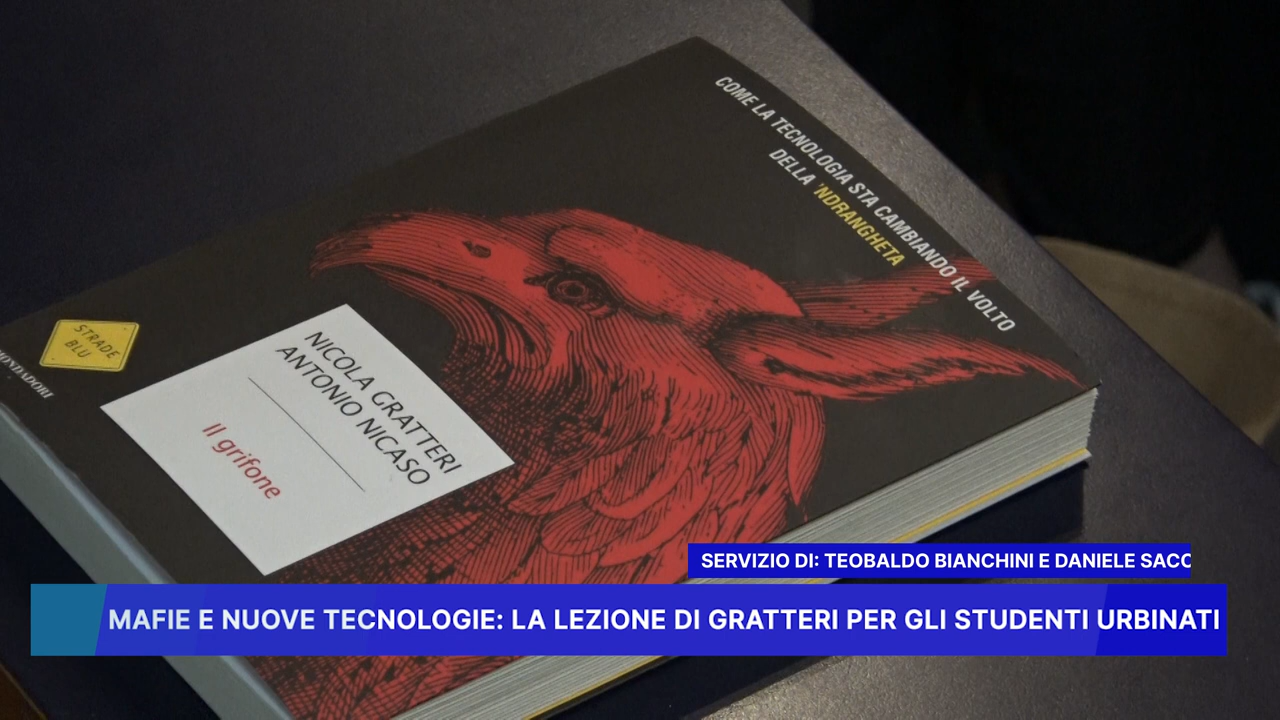 COME LA TECNOLOGIA STA CAMBIANDO IL VOLTO
DELLA 'NDRANGHETA
STRADE
BLU
MONDADORI
NICOLA GRATTERI
ANTONIO NICASO
Il grifone
SERVIZIO DI: TEOBALDO BIANCHINI E DANIELE SACC
MAFIE E NUOVE TECNOLOGIE: LA LEZIONE DI GRATTERI PER GLI STUDENTI URBINATI